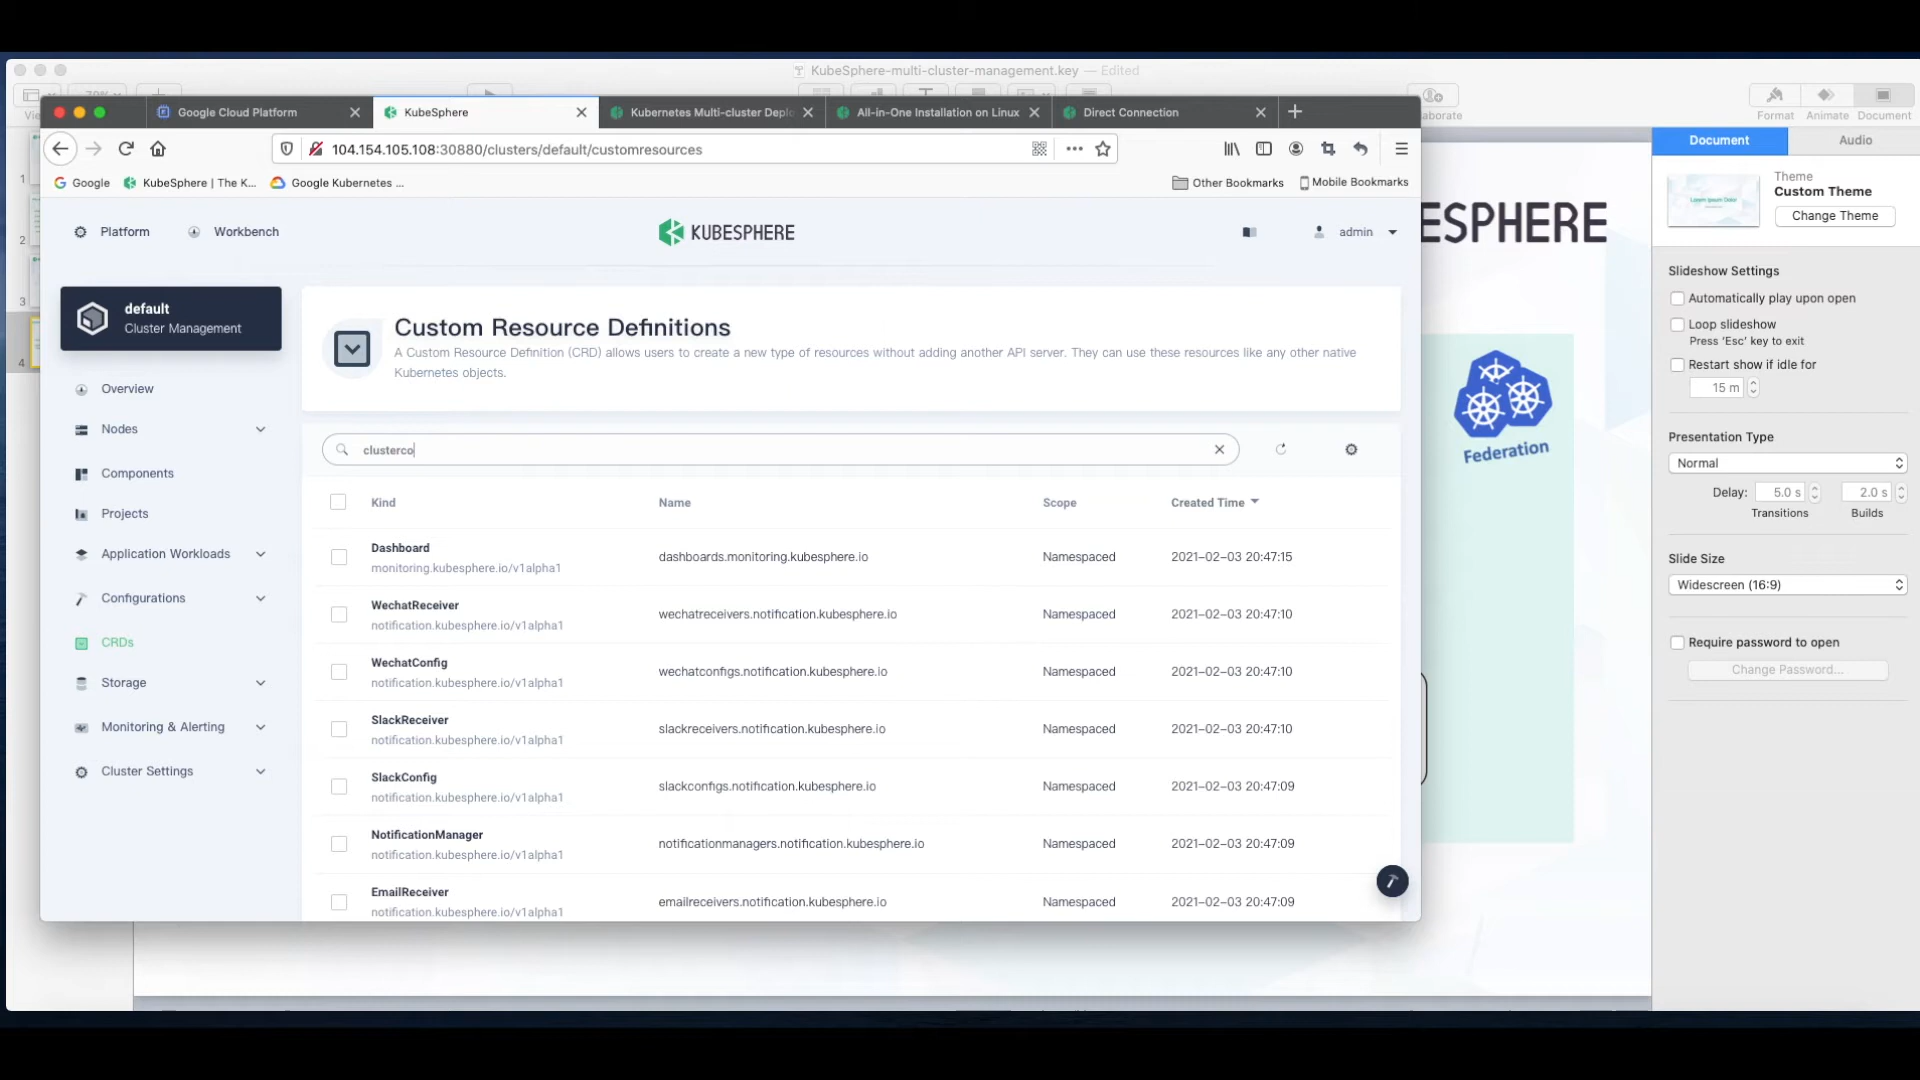 KubeSphere-multi-cluster-management.key — Edited
Google Cloud Platform
KubeSphere
Kubernetes Multi-cluster Deplo
All-in-One Installation on Linux
Direct Connection
Format
Animate
Document
104.154.105.108:30880/clusters/default/customresources
Google
KubeSphere | The K...
Google Kubernetes ...
Other Bookmarks
Mobile Bookmarks
Platform
Workbench
KUBESPHERE
admin
default
Cluster Management
Overview
Nodes
Components
Projects
Application Workloads
Configurations
CRDs
Storage
Monitoring & Alerting
Cluster Settings
Custom Resource Definitions
A Custom Resource Definition (CRD) allows users to create a new type of resources without adding another API server. They can use these resources like any other native
Kubernetes objects.
clusterco
Kind Name Scope Created Time
Dashboard
monitoring.kubesphere.io/v1alpha1
dashboards.monitoring.kubesphere.io Namespaced 2021-02-03 20:47:15
WechatReceiver
notification.kubesphere.io/v1alpha1
wechatreceivers.notification.kubesphere.io Namespaced 2021-02-03 20:47:10
WechatConfig
notification.kubesphere.io/v1alpha1
wechatconfigs.notification.kubesphere.io Namespaced 2021-02-03 20:47:10
SlackReceiver
notification.kubesphere.io/v1alpha1
slackreceivers.notification.kubesphere.io Namespaced 2021-02-03 20:47:10
SlackConfig
notification.kubesphere.io/v1alpha1
slackconfigs.notification.kubesphere.io Namespaced 2021-02-03 20:47:09
NotificationManager
notification.kubesphere.io/v1alpha1
notificationmanagers.notification.kubesphere.io Namespaced 2021-02-03 20:47:09
EmailReceiver
notification.kubesphere.io/v1alpha1
emailreceivers.notification.kubesphere.io Namespaced 2021-02-03 20:47:09
1
2
3
4
ESPHERE
Federation
Document
Audio
Theme
Custom Theme
Change Theme
Slideshow Settings
Automatically play upon open
Loop slideshow
Press 'Esc' key to exit
Restart show if idle for
15 m
Presentation Type
Normal
Delay: 5.0 s 2.0 s
Transitions Builds
Slide Size
Widescreen (16:9)
Require password to open
Change Password...